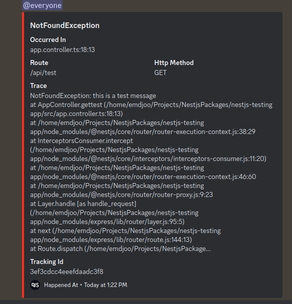 @everyone
NotFoundException
Occurred In
app.controller.ts:18:13
Route Http Method
/api/test GET
Trace
NotFoundException: this is a test message
at AppController.gettest (/home/emdjoo/Projects/NestjsPackages/nestjs-testing
app/src/app.controller.ts:18:13)
at /home/emdjoo/Projects/NestjsPackages/nestjs-testing
app/node_modules/@nestjs/core/router/router-execution-context.js:38:29
at InterceptorsConsumer.intercept
(/home/emdjoo/Projects/NestjsPackages/nestjs-testing
app/node_modules/@nestjs/core/interceptors/interceptors-consumer.js:11:20)
at /home/emdjoo/Projects/NestjsPackages/nestjs-testing
app/node_modules/@nestjs/core/router/router-execution-context.js:46:60
at /home/emdjoo/Projects/NestjsPackages/nestjs-testing
app/node_modules/@nestjs/core/router/router-proxy.js:9:23
at Layer.handle [as handle_request]
(/home/emdjoo/Projects/NestjsPackages/nestjs-testing
app/node_modules/express/lib/router/layer.js:95:5)
at next (/home/emdjoo/Projects/NestjsPackages/nestjs-testing
app/node_modules/express/lib/router/route.js:144:13)
at Route.dispatch (/home/emdjoo/Projects/NestjsPackage...
Tracking Id
3ef3cdcc4eeefdaadc3f8
Happened At • Today at 1:22 PM